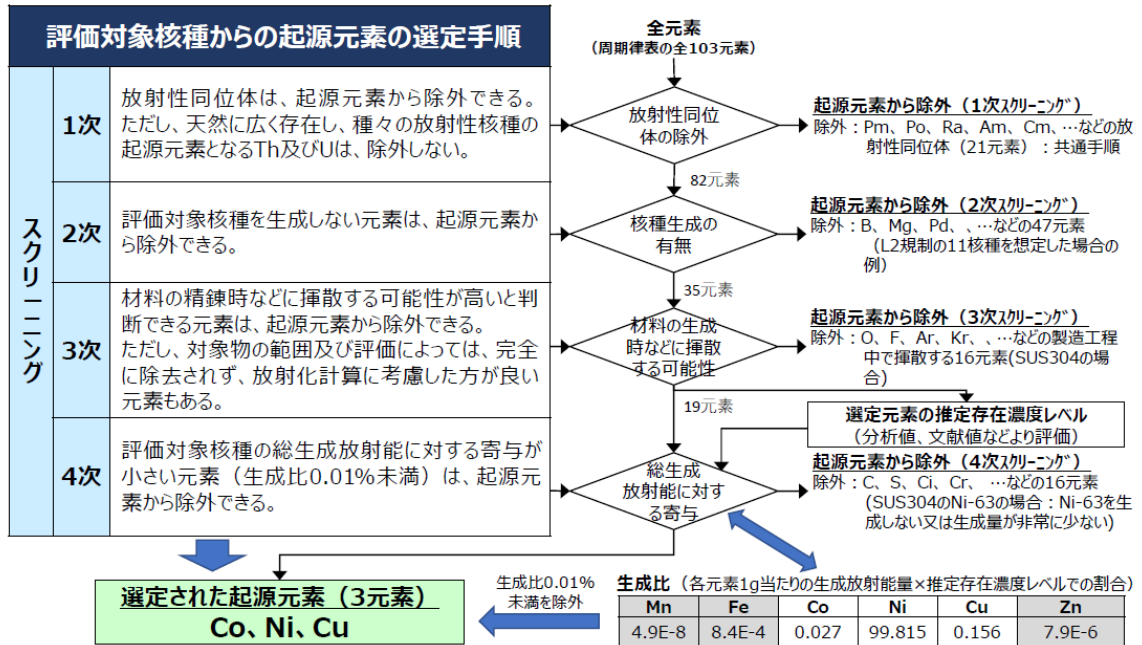 評価対象核種からの起源元素の選定手順
スクリーニング
1次
放射性同位体は、起源元素から除外できる。
ただし、天然に広く存在し、種々の放射性核種の
起源元素となるTh及びUは、除外しない。
2次
評価対象核種を生成しない元素は、起源元素か
ら除外できる。
3次
材料の精錬時などに揮散する可能性が高いと判
断できる元素は、起源元素から除外できる。
ただし、対象物の範囲及び評価によっては、完全
に除去されず、放射化計算に考慮した方が良い
元素もある。
4次
評価対象核種の総生成放射能に対する寄与が
小さい元素（生成比0.01%未満）は、起源元
素から除外できる。
全元素
（周期律表の全103元素）
放射性同位
体の除外
起源元素から除外（1次ｽｸﾘｰﾆﾝｸﾞ）
除外：Pm、Po、Ra、Am、Cm、…などの放
射性同位体（21元素）：共通手順
82元素
核種生成の
有無
起源元素から除外（2次ｽｸﾘｰﾆﾝｸﾞ）
除外：B、Mg、Pd、、…などの47元素
（L2規制の11核種を想定した場合の
例）
35元素
材料の生成
時などに揮散
する可能性
起源元素から除外（3次ｽｸﾘｰﾆﾝｸﾞ）
除外：O、F、Ar、Kr、、…などの製造工程
中で揮散する16元素(SUS304の場
合)
19元素
選定元素の推定存在濃度レベル
（分析値、文献値などより評価）
総生成
放射能に対す
る寄与
起源元素から除外（4次ｽｸﾘｰﾆﾝｸﾞ）
除外：C、S、Ci、Cr、 …などの16元素
(SUS304のNi-63の場合：Ni-63を生
成しない又は生成量が非常に少ない)
選定された起源元素（3元素）
Co、Ni、Cu
生成比0.01%
未満を除外
生成比 （各元素1g当たりの生成放射能量×推定存在濃度レベルでの割合）
Mn Fe Co Ni Cu Zn
4.9E-8 8.4E-4 0.027 99.815 0.156 7.9E-6